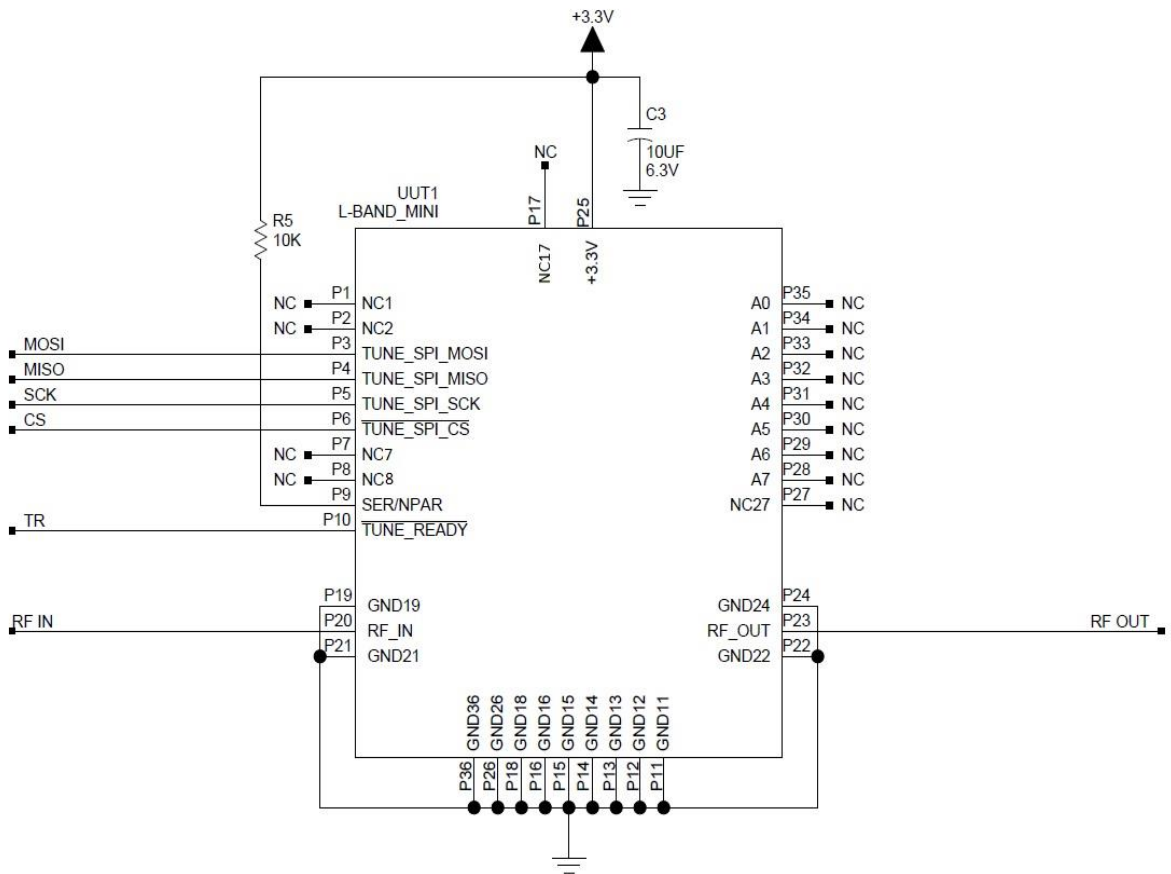 +3.3V
C3
10UF
6.3V
NC
UUT1
L-BAND_MINI
P17
P25
R5
10K
NC17
+3.3V
NC P1 NC1
NC P2 NC2
MOSI P3 TUNE_SPI_MOSI
MISO P4 TUNE_SPI_MISO
SCK P5 TUNE_SPI_SCK
CS P6 TUNE_SPI_CS
NC P7 NC7
NC P8 NC8
P9 SER/NPAR
TR P10 TUNE_READY
A0 P35 NC
A1 P34 NC
A2 P33 NC
A3 P32 NC
A4 P31 NC
A5 P30 NC
A6 P29 NC
A7 P28 NC
NC27 P27 NC
P19 GND19
RF IN P20 RF_IN
P21 GND21
GND24 P24
RF_OUT P23 RF OUT
GND22 P22
GND36
GND26
GND18
GND16
GND15
GND14
GND13
GND12
GND11
P36
P26
P18
P16
P15
P14
P13
P12
P11